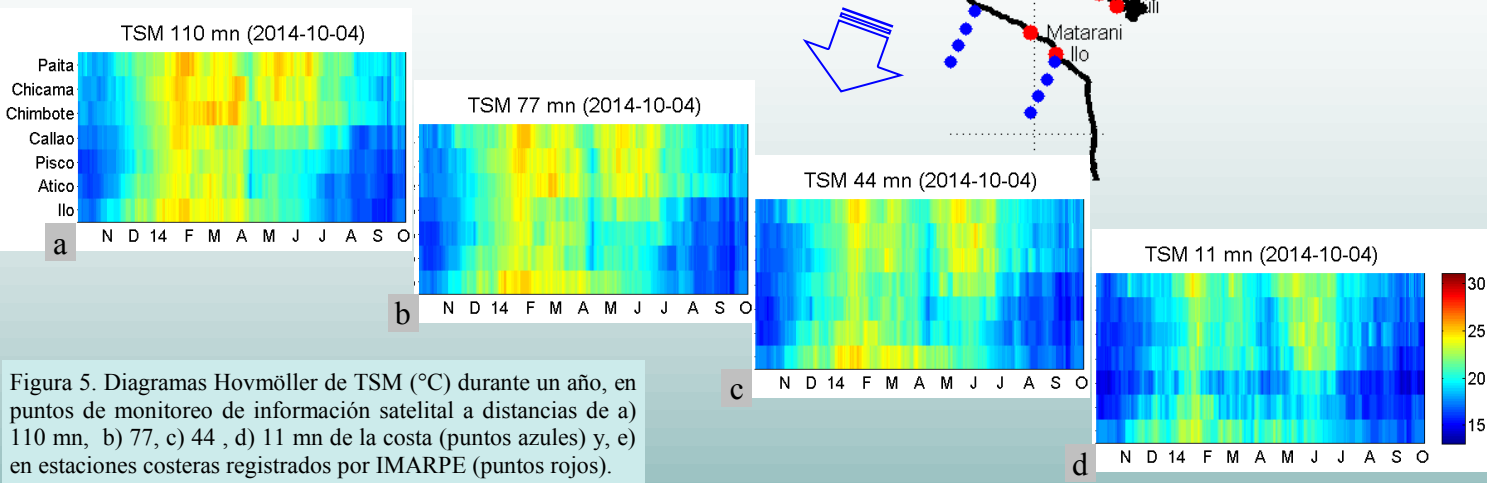 uli
Matarani
Ilo
TSM 110 mn (2014-10-04)
Paita
Chicama
Chimbote
Callao
Pisco
Atico
Ilo
N D 14 F M A M J J A S O
a
TSM 77 mn (2014-10-04)
N D 14 F M A M J J A S O
b
TSM 44 mn (2014-10-04)
N D 14 F M A M J J A S O
c
TSM 11 mn (2014-10-04)
30
25
20
15
N D 14 F M A M J J A S O
d
Figura 5. Diagramas Hovmöller de TSM (°C) durante un año, en
puntos de monitoreo de información satelital a distancias de a)
110 mn, b) 77, c) 44 , d) 11 mn de la costa (puntos azules) y, e)
en estaciones costeras registrados por IMARPE (puntos rojos).